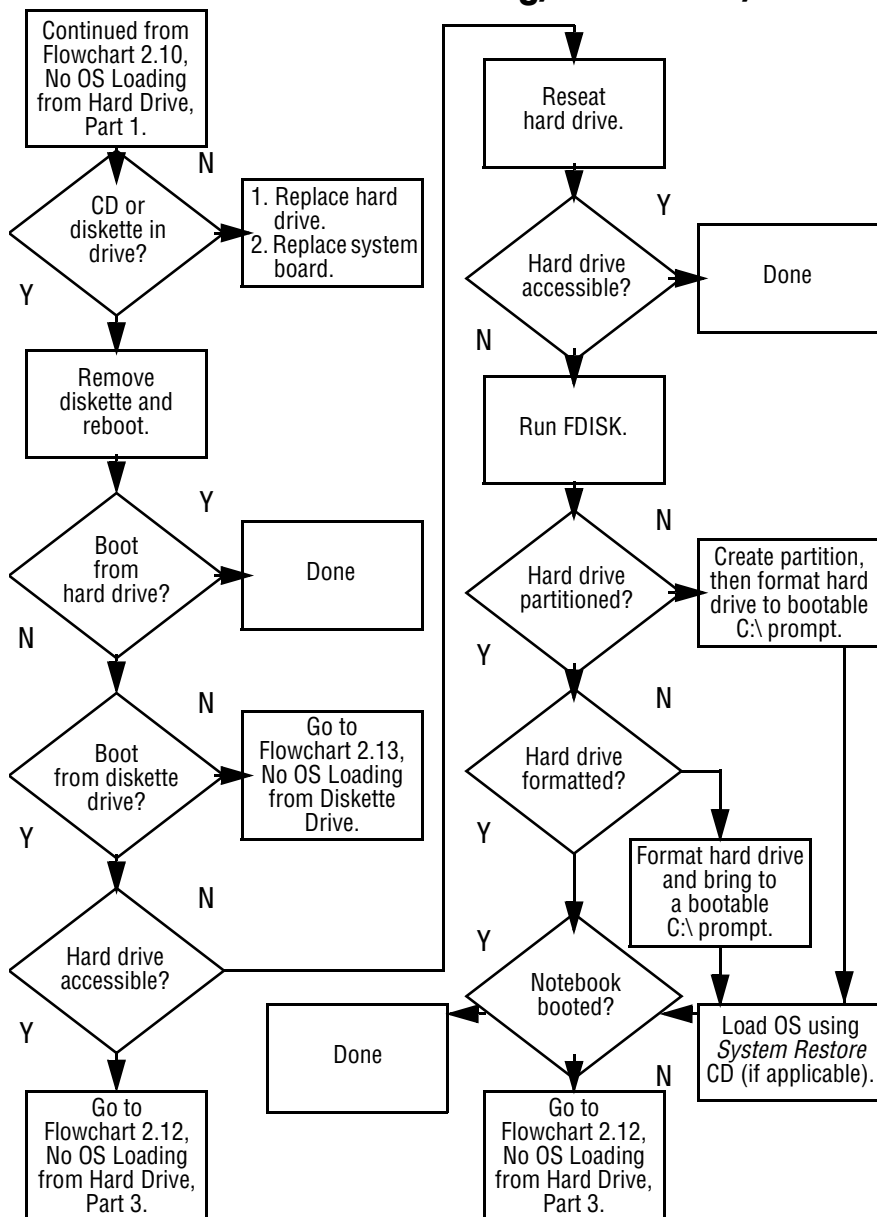 Continued from
Flowchart 2.10,
No OS Loading
from Hard Drive,
Part 1.
N
CD or
diskette in
drive?
1. Replace hard
drive.
2. Replace system
board.
Y
Remove
diskette and
reboot.
Y
Boot
from
hard drive?
Done
N
N
Boot
from diskette
drive?
Go to
Flowchart 2.13,
No OS Loading
from Diskette
Drive.
Y
N
Hard drive
accessible?
Y
Go to
Flowchart 2.12,
No OS Loading
from Hard Drive,
Part 3.
Reseat
hard drive.
Y
Hard drive
accessible?
Done
N
Run FDISK.
N
Hard drive
partitioned?
Create partition,
then format hard
drive to bootable
C:\ prompt.
Y
N
Hard drive
formatted?
Y
Format hard drive
and bring to
a bootable
C:\ prompt.
Y
Notebook
booted?
Done
Load OS using
System Restore
CD (if applicable).
N
Go to
Flowchart 2.12,
No OS Loading
from Hard Drive,
Part 3.